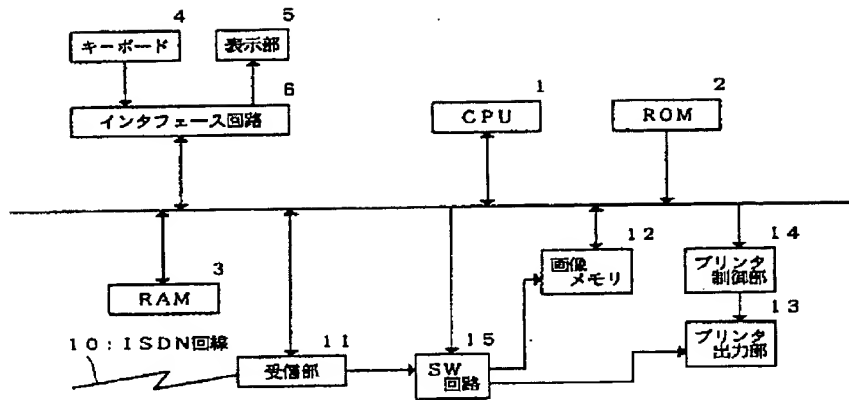 4
5
キーボード
表示部
6
インタフェース回路
1
2
CPU
ROM
12
14
画像
メモリ
プリンタ
制御部
3
RAM
13
プリンタ
出力部
10:ISDN回線
11
15
受信部
SW
回路